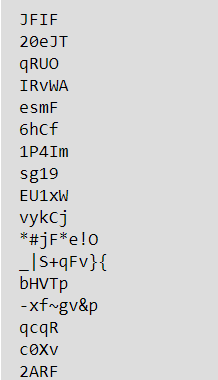 JFIF
20eJT
qRUO
IRvWA
esmF
6hCf
1P4Im
sg19
EU1xW
vykCj
*#jF*e!O
_|S+qFv}{
bHVTp
-xf~gv&p
qcqR
c0Xv
2ARF